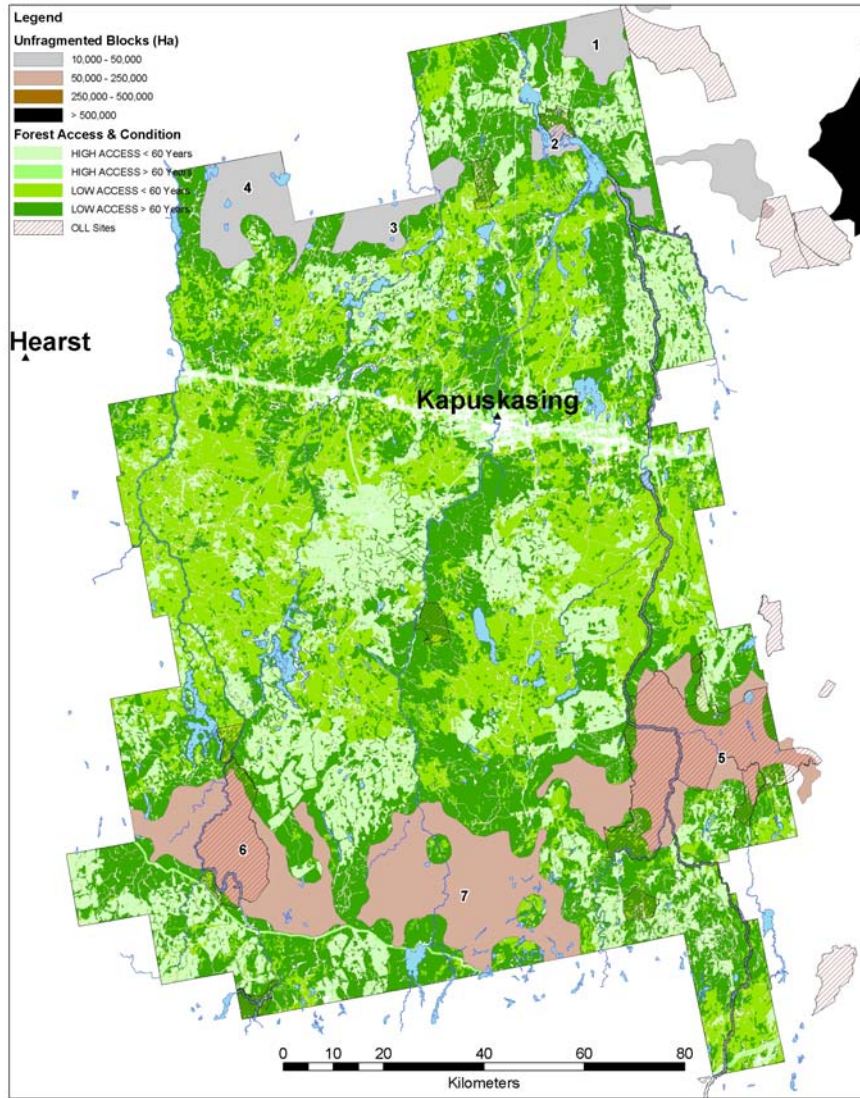 Legend
Unfragmented Blocks (Ha)
10,000 - 50,000
50,000 - 250,000
250,000 - 500,000
> 500,000
Forest Access & Condition
HIGH ACCESS < 60 Years
HIGH ACCESS > 60 Years
LOW ACCESS < 60 Years
LOW ACCESS > 60 Years
OLL Sites
1
2
4
3
Hearst
Kapuskasing
5
6
7
0 20 40 60 80
Kilometers